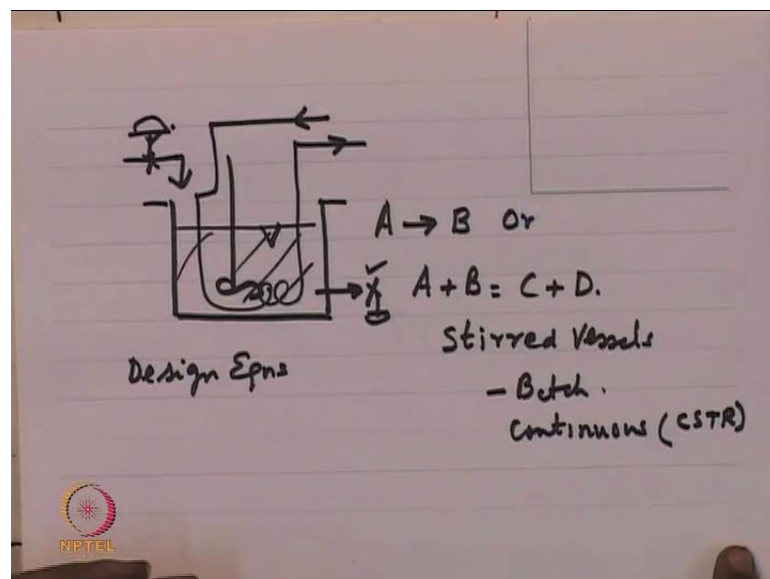 A → B Or
A + B = C + D.
Stirred Vessels
Design Eqns
- Batch.
Continuous (CSTR)
NPTEL